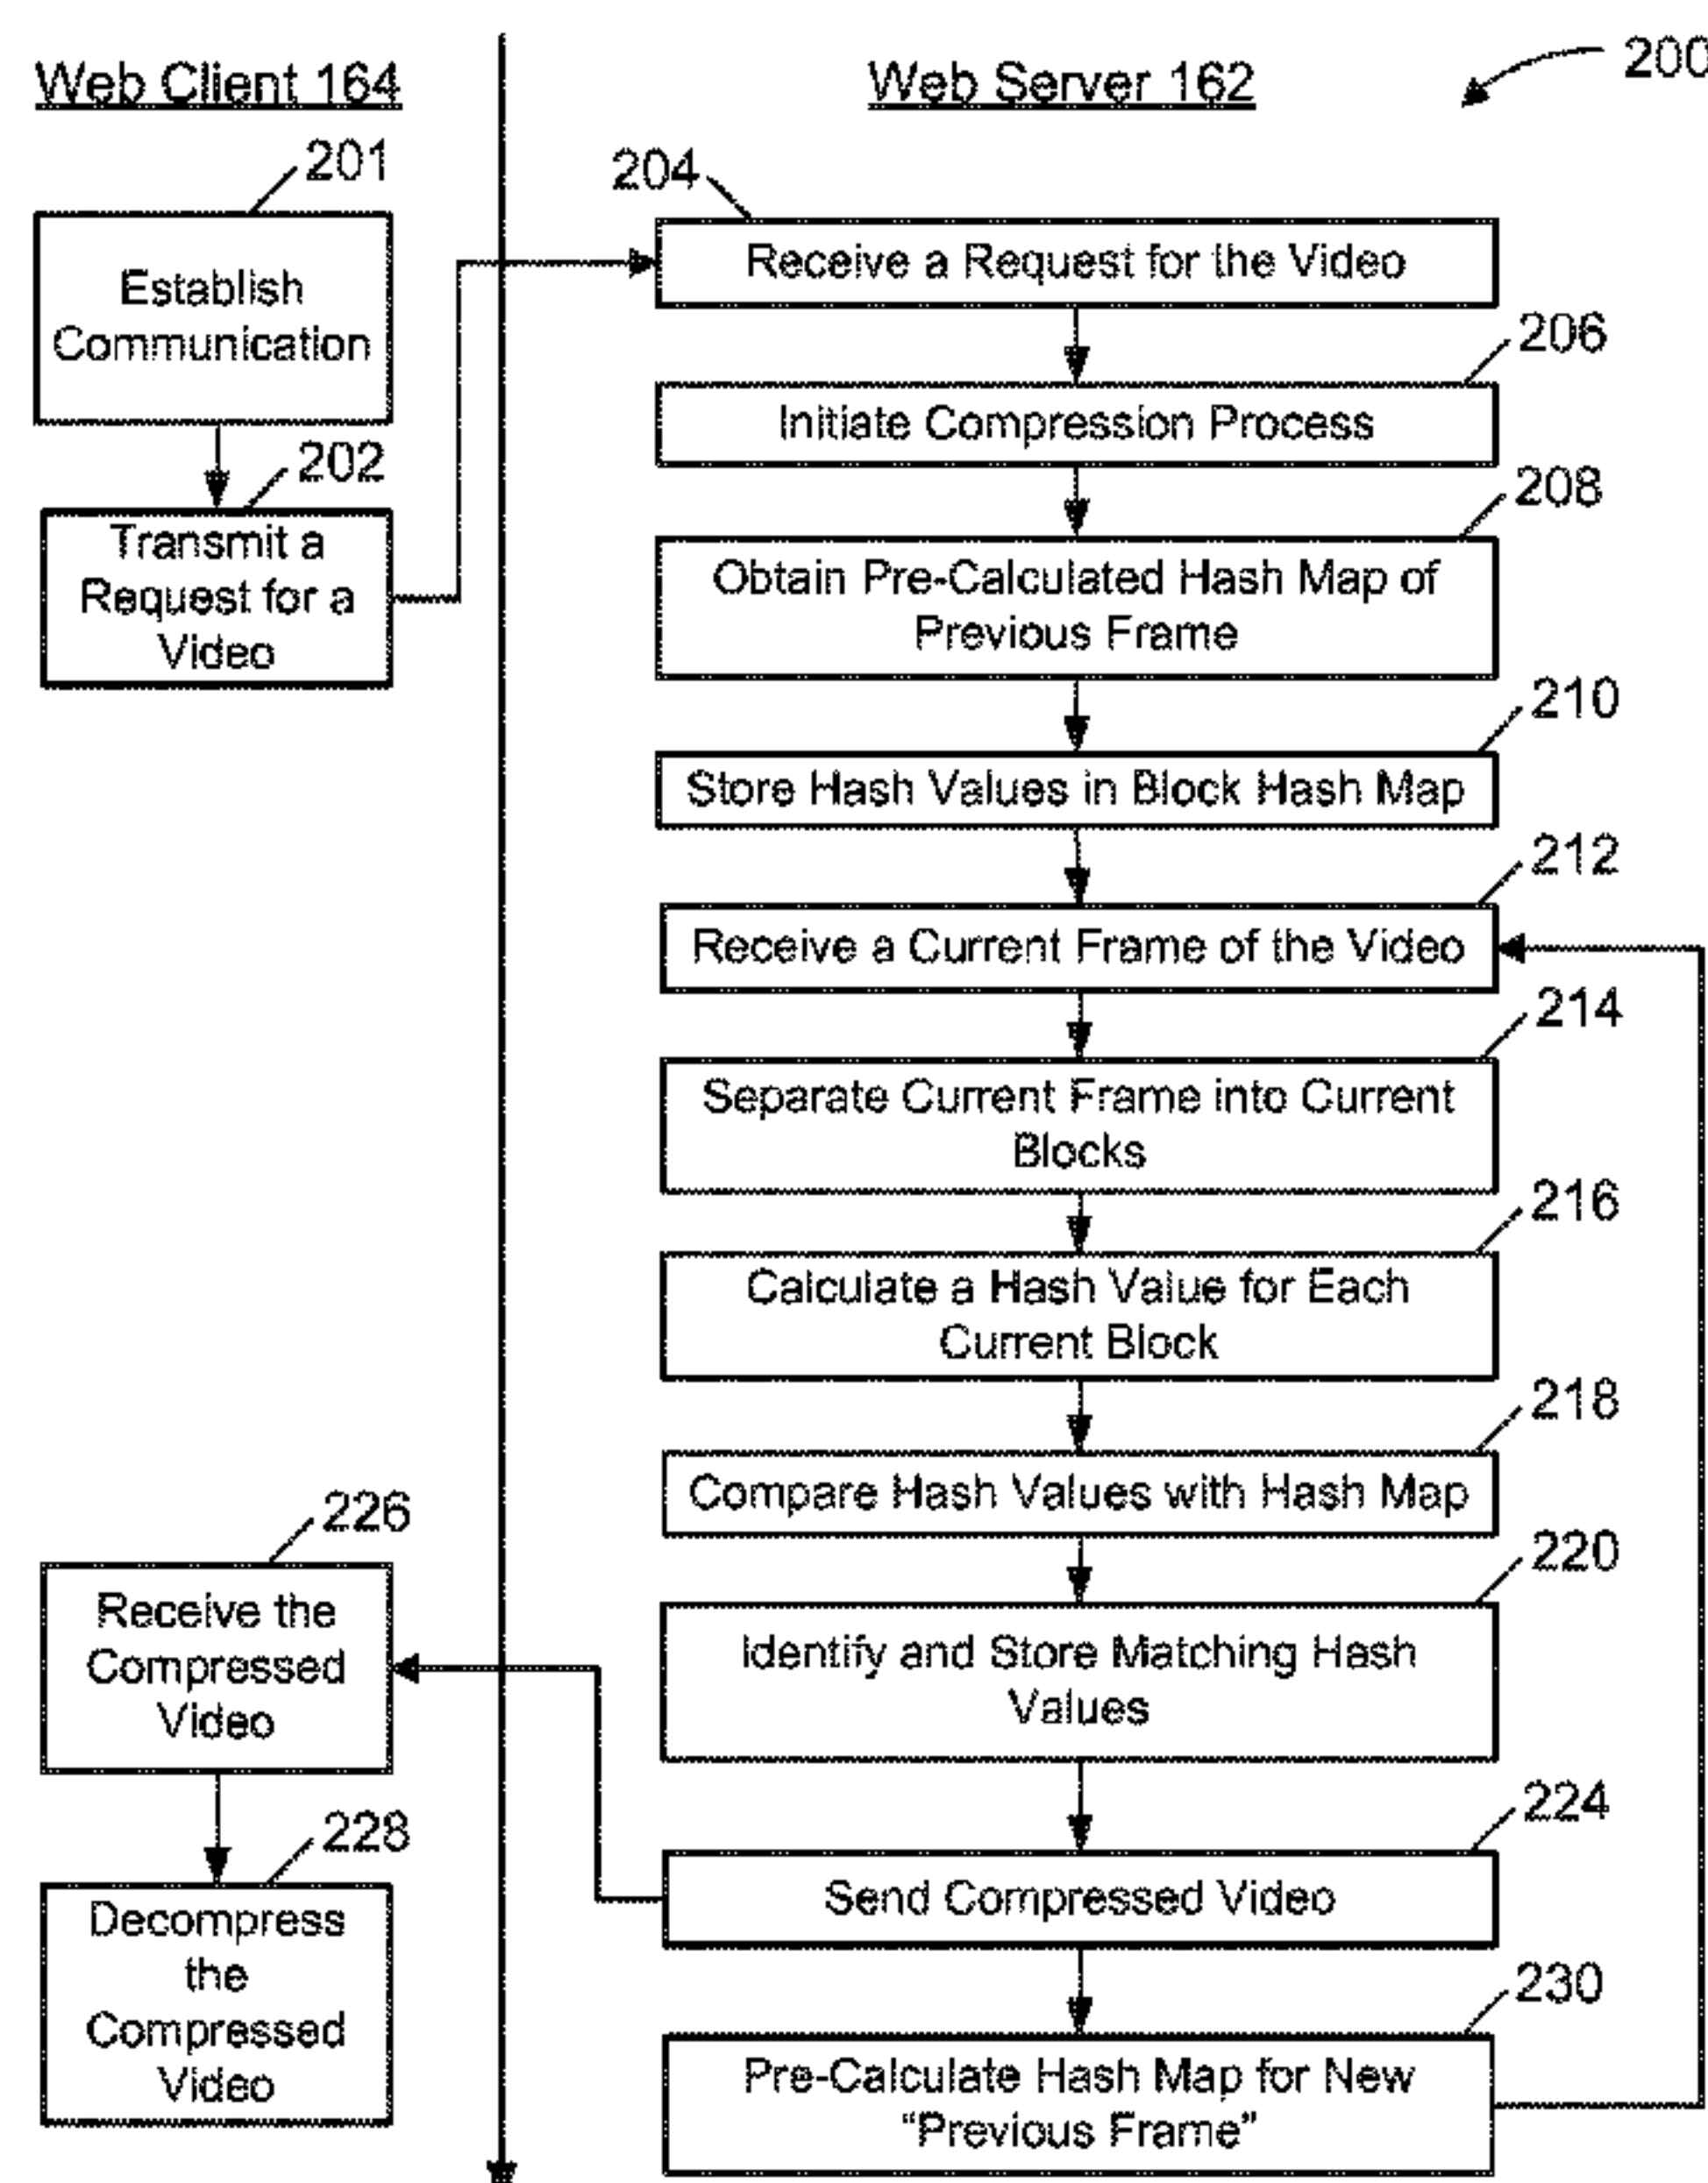 Web Client 164
Web Server 162
200
201
Establish
Communication
202
Transmit a
Request for a
Video
204
Receive a Request for the Video
206
Initiate Compression Process
208
Obtain Pre-Calculated Hash Map of
Previous Frame
210
Store Hash Values in Block Hash Map
212
Receive a Current Frame of the Video
214
Separate Current Frame into Current
Blocks
216
Calculate a Hash Value for Each
Current Block
218
Compare Hash Values with Hash Map
220
Identify and Store Matching Hash
Values
224
Send Compressed Video
226
Receive the
Compressed
Video
228
Decompress
the
Compressed
Video
230
Pre-Calculate Hash Map for New
“Previous Frame”